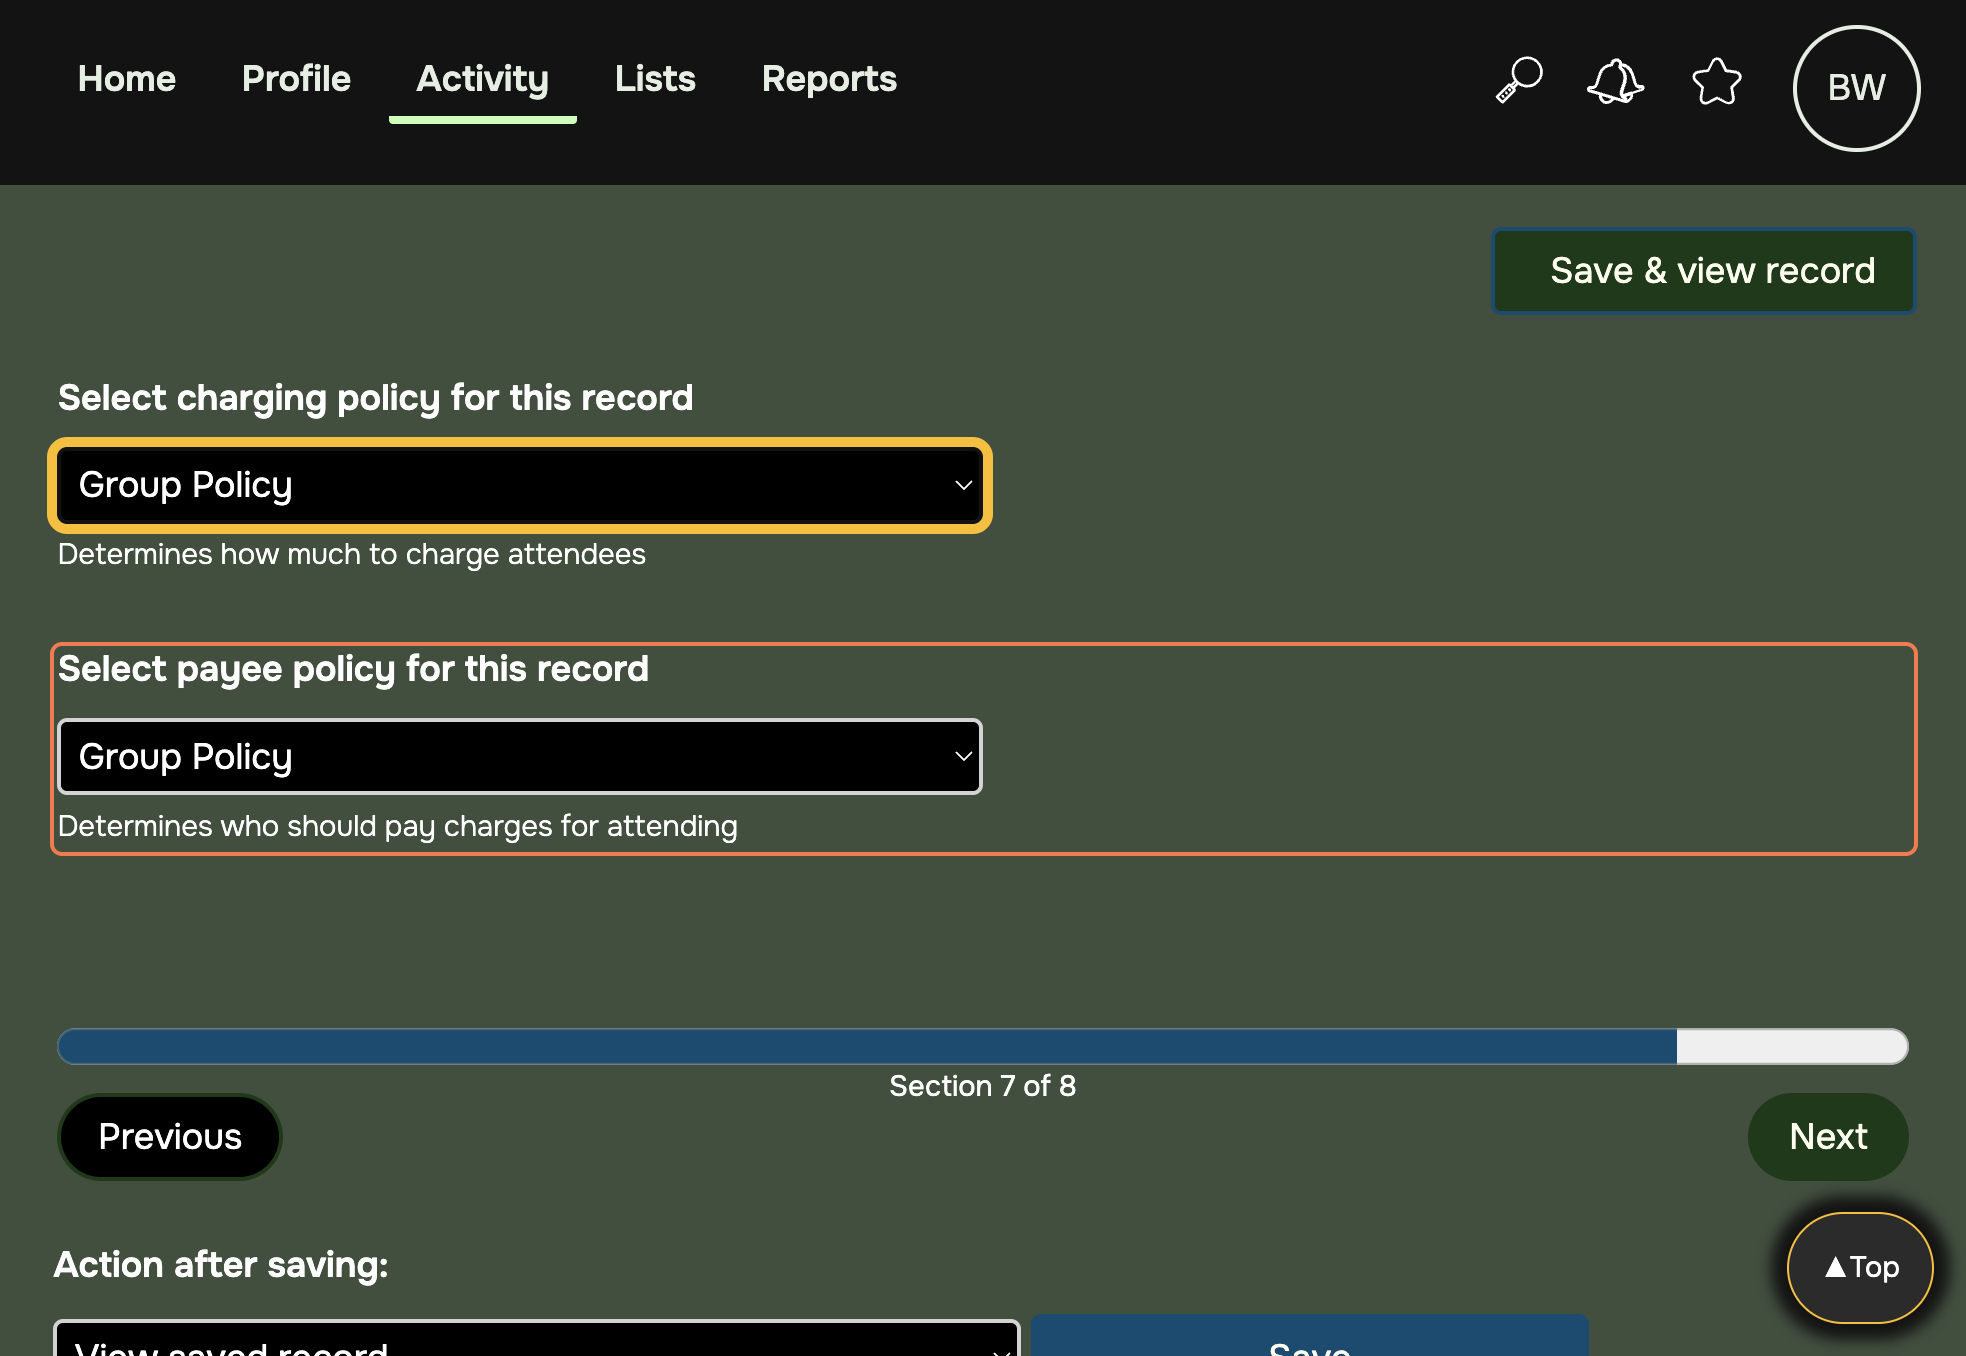 Home Profile Activity Lists Reports
BW
Save & view record
Select charging policy for this record
Group Policy
Determines how much to charge attendees
Select payee policy for this record
Group Policy
Determines who should pay charges for attending
Section 7 of 8
Previous
Next
▲Top
Action after saving:
View saved record
Save